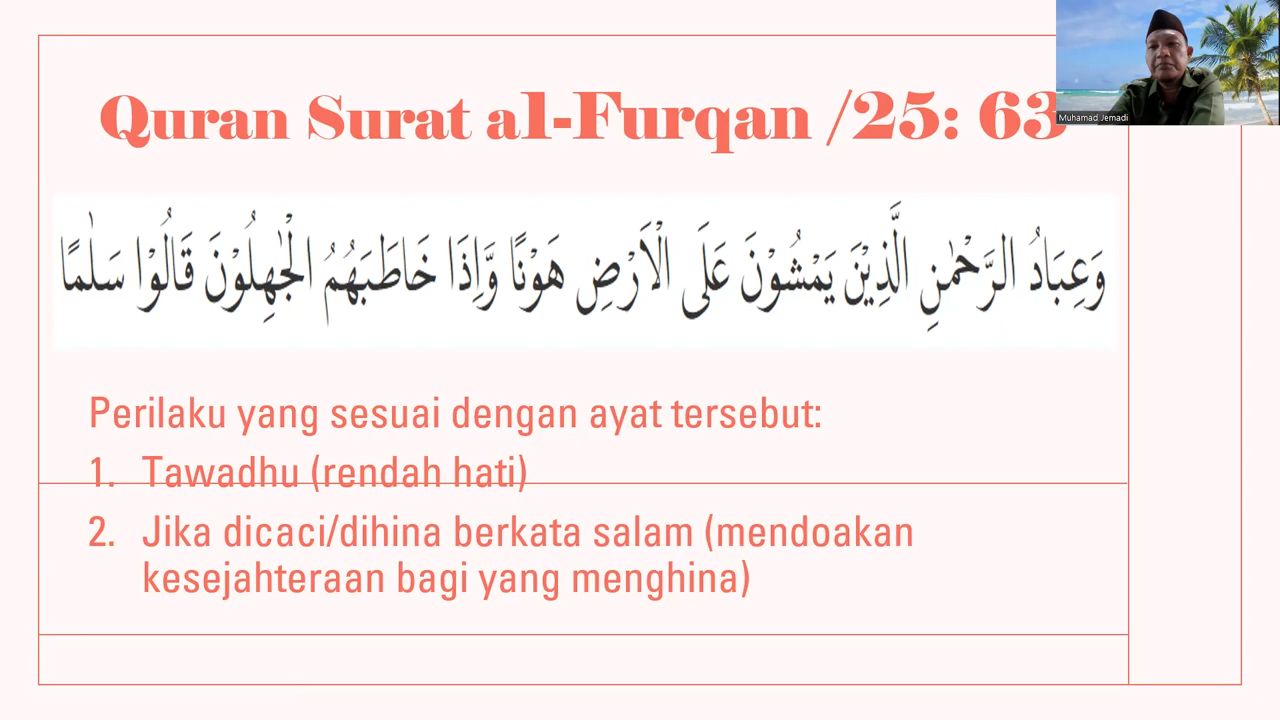 Quran Surat al-Furqan /25: 63
Muhamad Jemadi
وَعِبَادُ الرَّحْمٰنِ الَّذِيْنَ يَمْشُوْنَ عَلَى الْاَرْضِ هَوْنًا وَّاِذَا خَاطَبَهُمُ الْجٰهِلُوْنَ قَالُوْا سَلٰمًا
Perilaku yang sesuai dengan ayat tersebut:
1. Tawadhu (rendah hati)
2. Jika dicaci/dihina berkata salam (mendoakan
kesejahteraan bagi yang menghina)